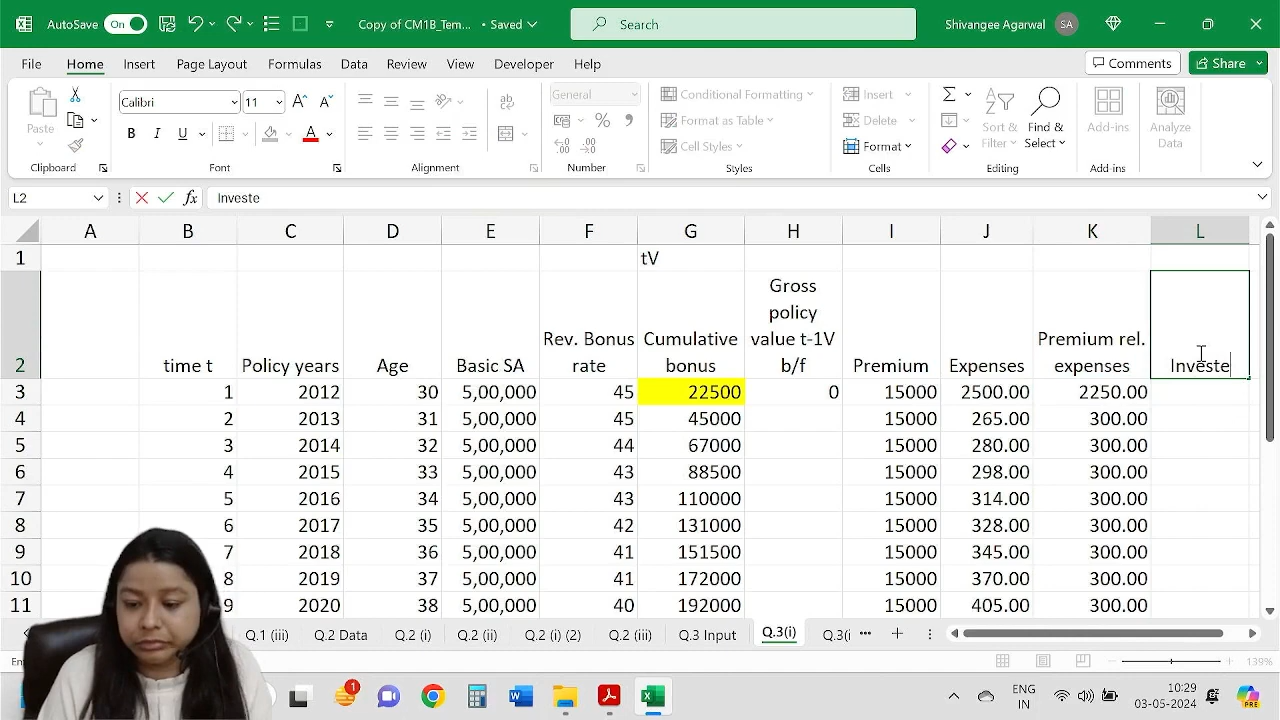 AutoSave On Copy of CM1B_Tem... • Saved Search Shivangee Agarwal SA
File Home Insert Page Layout Formulas Data Review View Developer Help Comments Share
Paste
Calibri 11
B I U
General
Conditional Formatting
Format as Table
Cell Styles
Insert
Delete
Format
Sort & Filter
Find & Select
Add-ins
Analyze Data
Clipboard Font Alignment Number Styles Cells Editing Add-ins
L2 fx Investe
A B C D E F G H I J K L
1 tV
2 time t Policy years Age Basic SA Rev. Bonus rate Cumulative bonus Gross policy value t-1V b/f Premium Expenses Premium rel. expenses Investe
3 1 2012 30 5,00,000 45 22500 0 15000 2500.00 2250.00
4 2 2013 31 5,00,000 45 45000 15000 265.00 300.00
5 3 2014 32 5,00,000 44 67000 15000 280.00 300.00
6 4 2015 33 5,00,000 43 88500 15000 298.00 300.00
7 5 2016 34 5,00,000 43 110000 15000 314.00 300.00
8 6 2017 35 5,00,000 42 131000 15000 328.00 300.00
9 7 2018 36 5,00,000 41 151500 15000 345.00 300.00
10 8 2019 37 5,00,000 41 172000 15000 370.00 300.00
11 9 2020 38 5,00,000 40 192000 15000 405.00 300.00
Q.1 (iii) Q.2 Data Q.2 (i) Q.2 (ii) Q.2 (i) (2) Q.2 (iii) Q.3 Input Q.3(i) Q.3(i ...
139%
1 ENG IN 10:29 03-05-2024 PRE